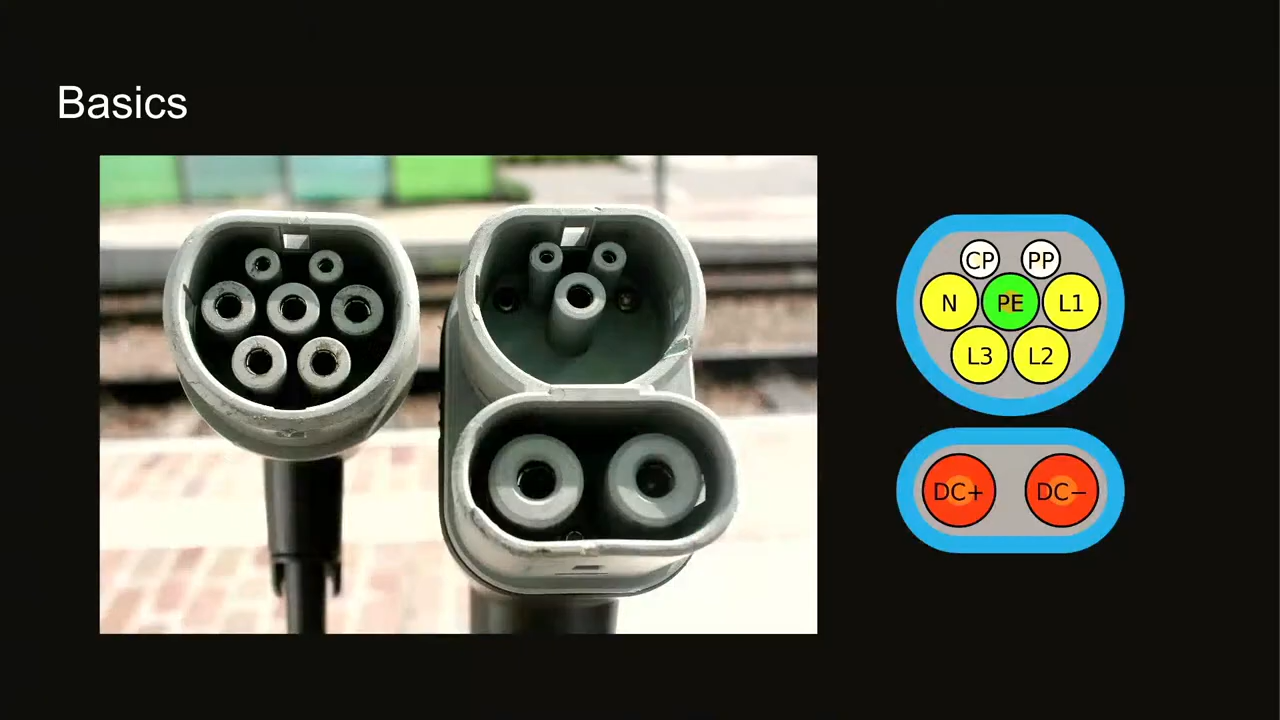 Basics
CP PP
N PE L1
L3 L2
DC+ DC−